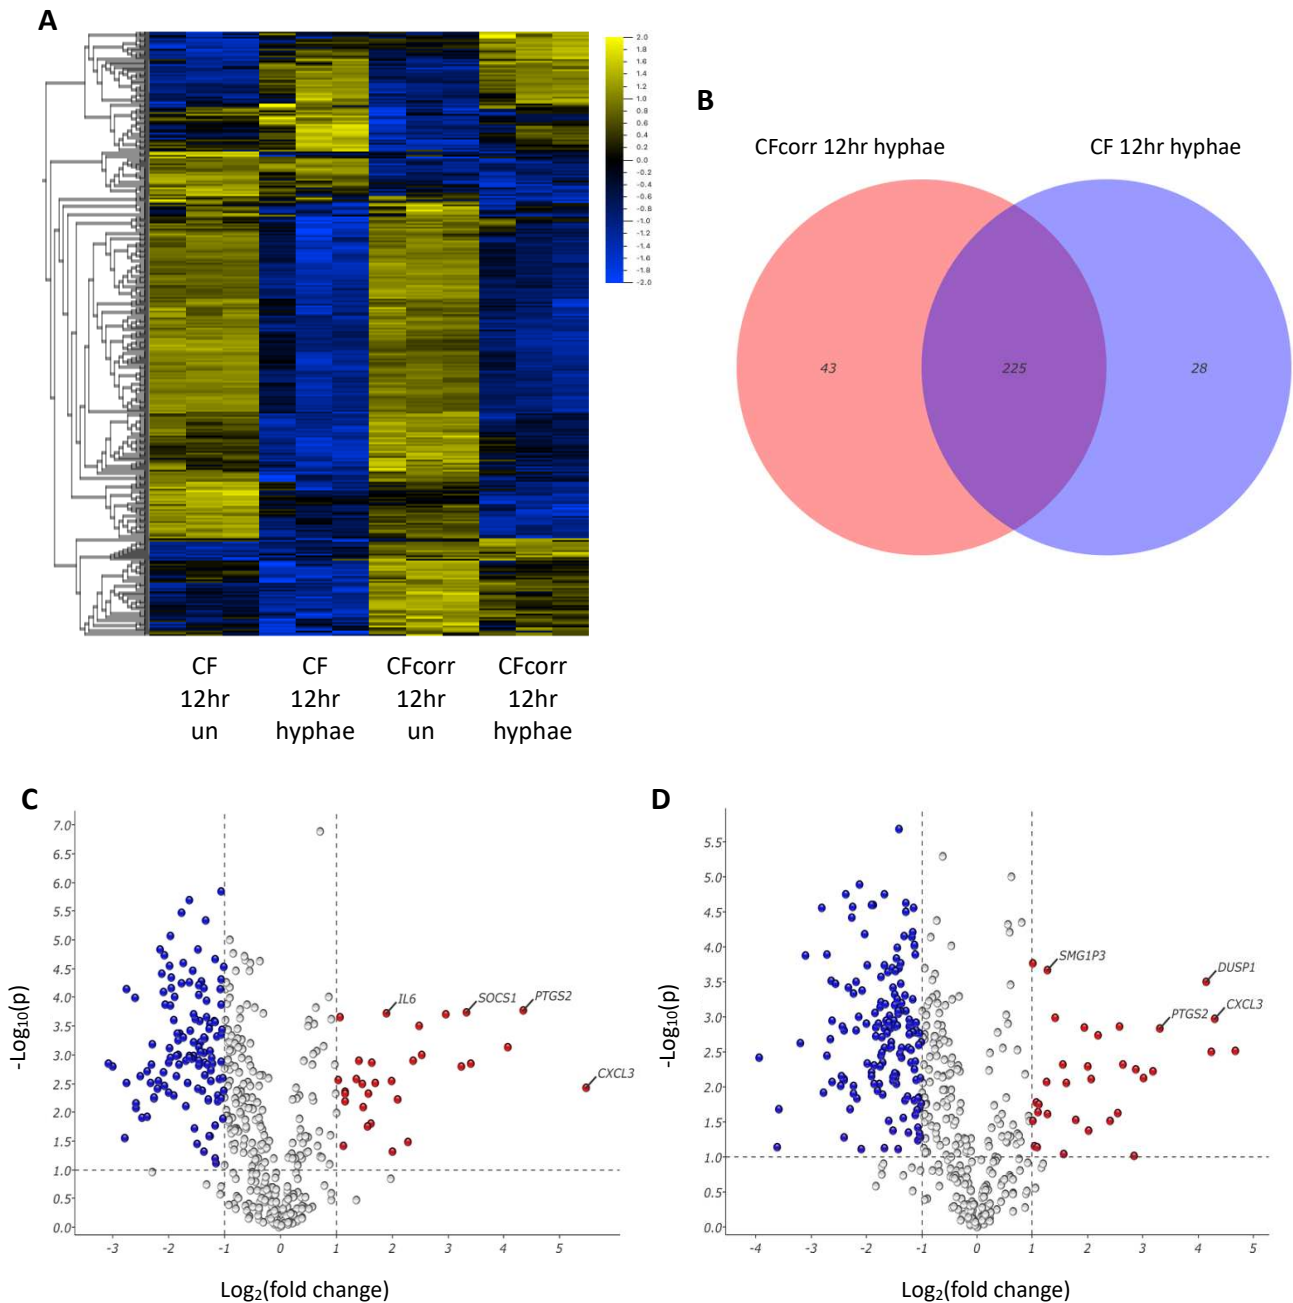 A
2.0
1.8
1.6
1.4
1.2
1.0
0.8
0.6
0.4
0.2
0.0
-0.2
-0.4
-0.6
-0.8
-1.0
-1.2
-1.4
-1.6
-1.8
-2.0
CF 12hr un
CF 12hr hyphae
CFcorr 12hr un
CFcorr 12hr hyphae
B
CFcorr 12hr hyphae
CF 12hr hyphae
43
225
28
C
-Log10(p)
7.0
6.5
6.0
5.5
5.0
4.5
4.0
3.5
3.0
2.5
2.0
1.5
1.0
0.5
0.0
IL6
SOCS1
PTGS2
CXCL3
-3 -2 -1 0 1 2 3 4 5
Log2(fold change)
D
-Log10(p)
5.5
5.0
4.5
4.0
3.5
3.0
2.5
2.0
1.5
1.0
0.5
0.0
SMG1P3
DUSP1
PTGS2
CXCL3
-4 -3 -2 -1 0 1 2 3 4 5
Log2(fold change)